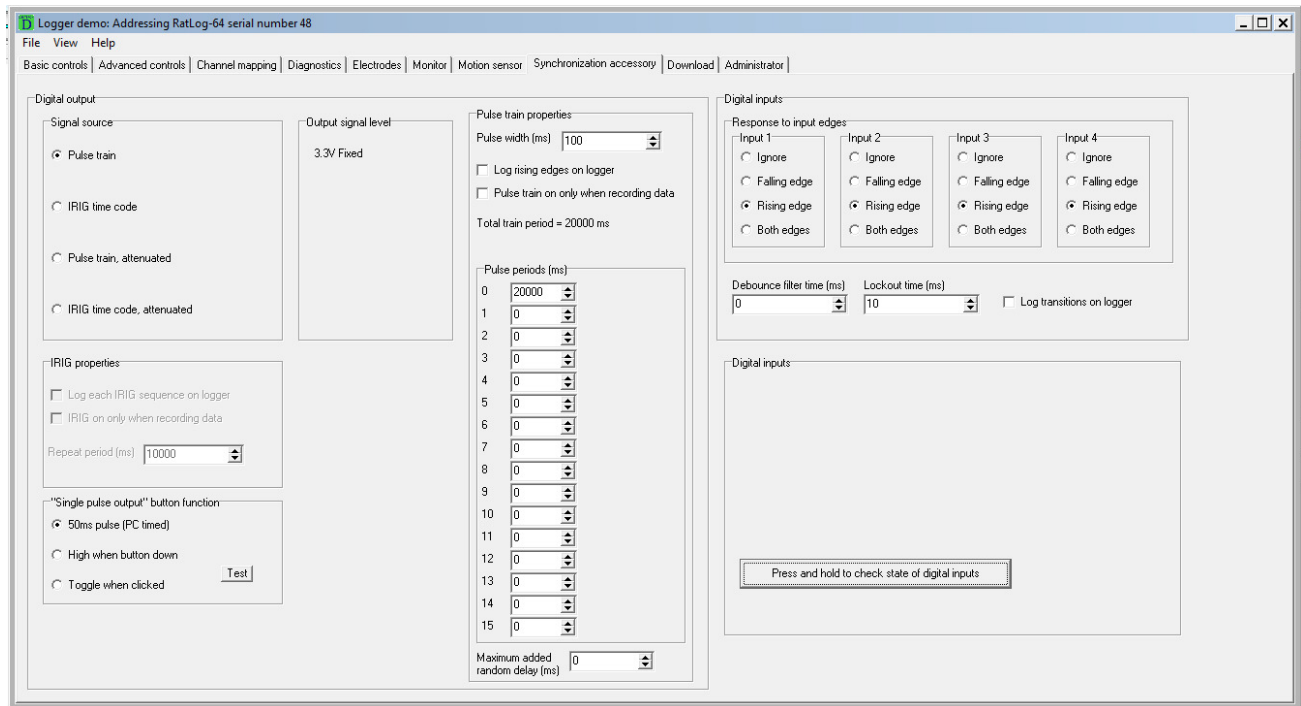 Logger demo: Addressing RatLog-64 serial number 48
File View Help
Basic controls Advanced controls Channel mapping Diagnostics Electrodes Monitor Motion sensor Synchronization accessory Download Administrator
Digital output
Signal source
Pulse train
IRIG time code
Pulse train, attenuated
IRIG time code, attenuated
Output signal level
3.3V Fixed
IRIG properties
Log each IRIG sequence on logger
IRIG on only when recording data
Repeat period (ms) 10000
"Single pulse output" button function
50ms pulse (PC timed)
High when button down
Toggle when clicked
Test
Pulse train properties
Pulse width (ms) 100
Log rising edges on logger
Pulse train on only when recording data
Total train period = 20000 ms
Pulse periods (ms)
0 20000
1 0
2 0
3 0
4 0
5 0
6 0
7 0
8 0
9 0
10 0
11 0
12 0
13 0
14 0
15 0
Maximum added
random delay (ms) 0
Digital inputs
Response to input edges
Input 1
Ignore
Falling edge
Rising edge
Both edges
Input 2
Ignore
Falling edge
Rising edge
Both edges
Input 3
Ignore
Falling edge
Rising edge
Both edges
Input 4
Ignore
Falling edge
Rising edge
Both edges
Debounce filter time (ms)
0
Lockout time (ms)
10
Log transitions on logger
Digital inputs
Press and hold to check state of digital inputs